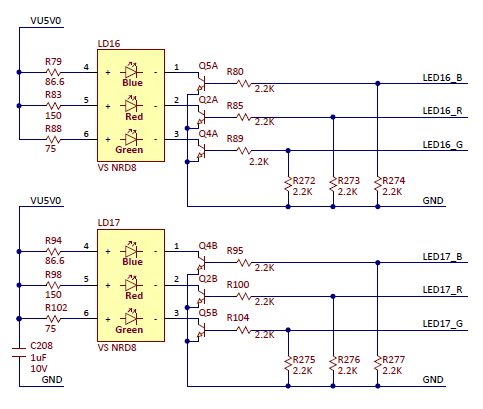 VU5V0
LD16
R79 4 + Blue - 1 Q5A R80 LED16_B
86.6 2.2K
R83 5 + Red - 2 Q2A R85 LED16_R
150 2.2K
R88 6 + Green - 3 Q4A R89 LED16_G
75 2.2K
VS NRD8
R272 R273 R274
2.2K 2.2K 2.2K
GND
VU5V0
LD17
R94 4 + Blue - 1 Q4B R95 LED17_B
86.6 2.2K
R98 5 + Red - 2 Q2B R100 LED17_R
150 2.2K
R102 6 + Green - 3 Q5B R104 LED17_G
75 2.2K
VS NRD8
C208
1uF
10V
R275 R276 R277
2.2K 2.2K 2.2K
GND GND